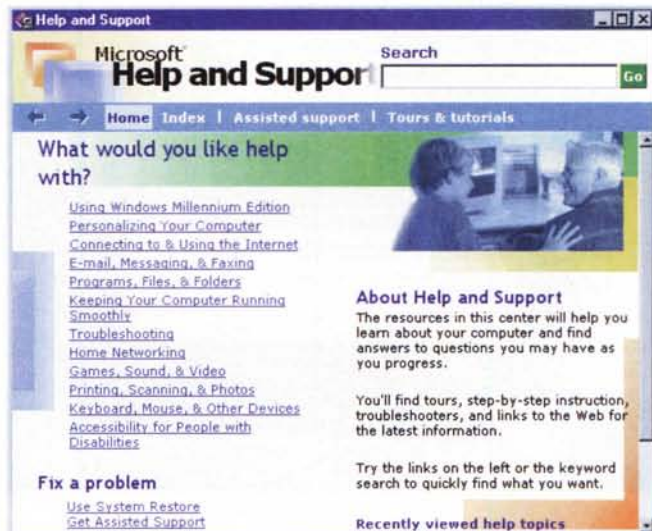 Help and Support
Microsoft
Help and Support
Search
Go
Home Index | Assisted support | Tours & tutorials
What would you like help
with?
Using Windows Millennium Edition
Personalizing Your Computer
Connecting to & Using the Internet
E-mail, Messaging, & Faxing
Programs, Files, & Folders
Keeping Your Computer Running
Smoothly
Troubleshooting
Home Networking
Games, Sound, & Video
Printing, Scanning, & Photos
Keyboard, Mouse, & Other Devices
Accessibility for People with
Disabilities
Fix a problem
Use System Restore
Get Assisted Support
About Help and Support
The resources in this center will help you
learn about your computer and find
answers to questions you may have as
you progress.
You'll find tours, step-by-step instruction,
troubleshooters, and links to the Web for
the latest information.
Try the links on the left or the keyword
search to quickly find what you want.
Recently viewed help topics